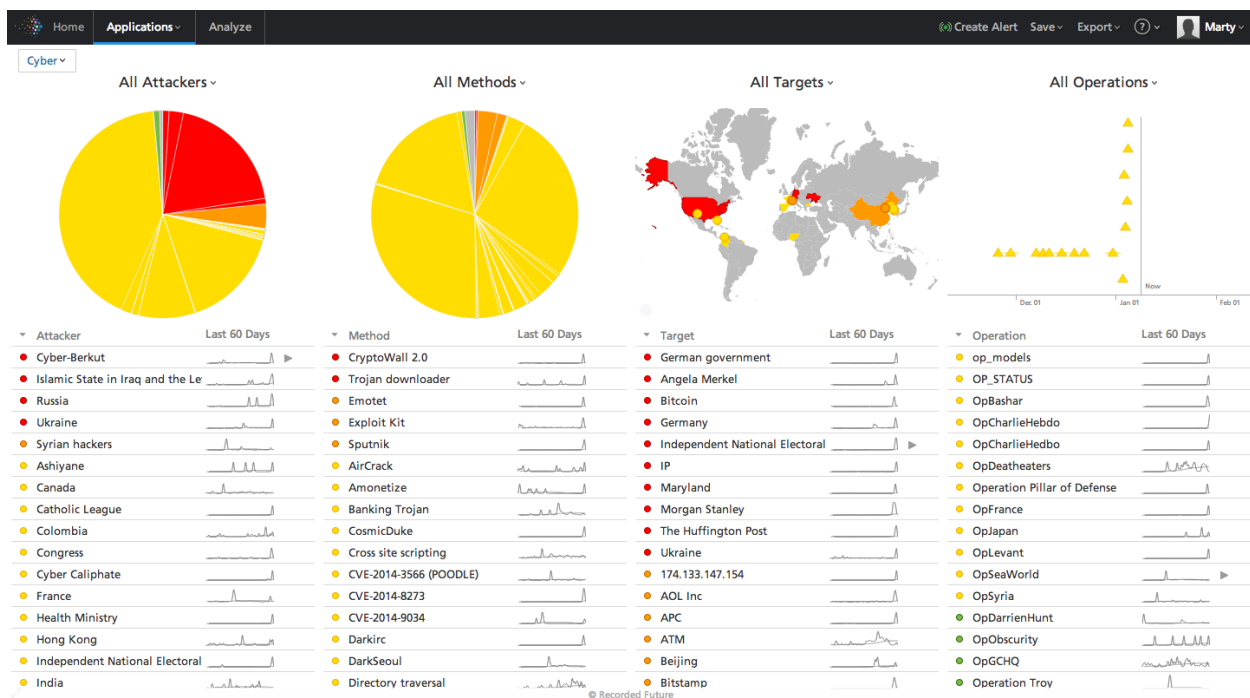 Home Applications Analyze Create Alert Save Export ? Marty
Cyber
All Attackers All Methods All Targets All Operations
Now
Dec 01 Jan 01 Feb 01
Attacker Last 60 Days Method Last 60 Days Target Last 60 Days Operation Last 60 Days
Cyber-Berkut CryptoWall 2.0 German government op_models
Islamic State in Iraq and the Le Trojan downloader Angela Merkel OP_STATUS
Russia Emotet Bitcoin OpBashar
Ukraine Exploit Kit Germany OpCharlieHebdo
Syrian hackers Sputnik Independent National Electoral OpCharlieHedbo
Ashiyane AirCrack IP OpDeatheaters
Canada Amonetize Maryland Operation Pillar of Defense
Catholic League Banking Trojan Morgan Stanley OpFrance
Colombia CosmicDuke The Huffington Post OpJapan
Congress Cross site scripting Ukraine OpLevant
Cyber Caliphate CVE-2014-3566 (POODLE) 174.133.147.154 OpSeaWorld
France CVE-2014-8273 AOL Inc OpSyria
Health Ministry CVE-2014-9034 APC OpDarrienHunt
Hong Kong Darkirc ATM OpObscurity
Independent National Electoral DarkSeoul Beijing OpGCHQ
India Directory traversal Bitstamp Operation Troy
© Recorded Future